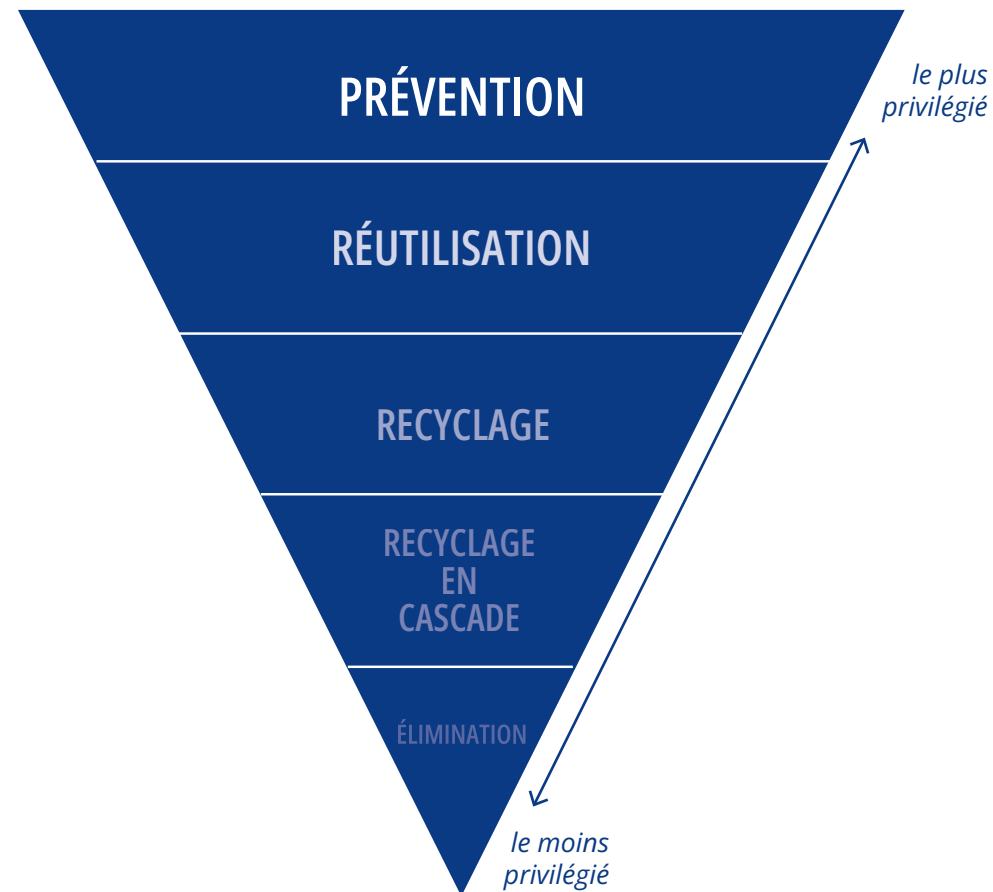 PRÉVENTION
le plus
privilégié
RÉUTILISATION
RECYCLAGE
RECYCLAGE
EN
CASCADE
ÉLIMINATION
le moins
privilégié